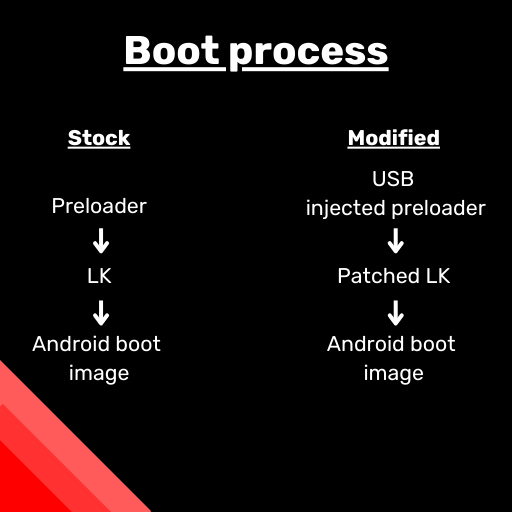 Boot process
Stock
Preloader
↓
LK
↓
Android boot
image
Modified
USB
injected preloader
↓
Patched LK
↓
Android boot
image